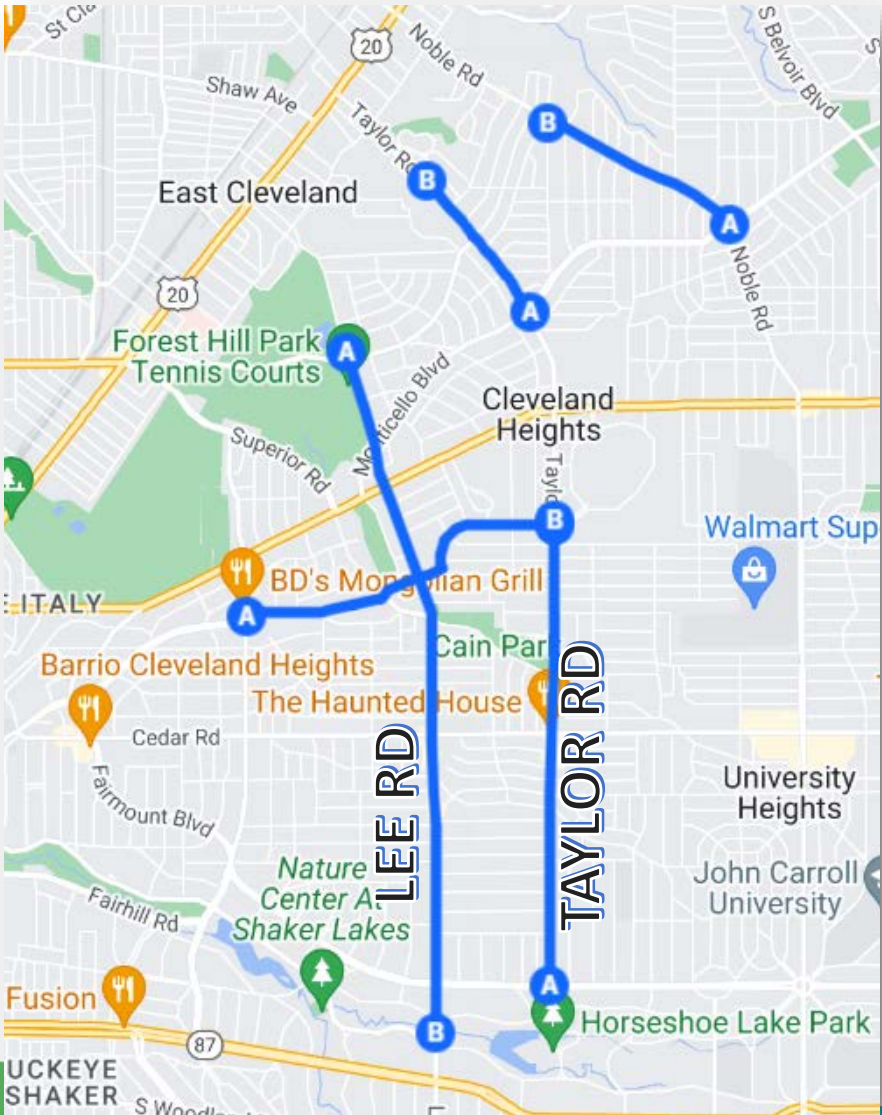 St Cla
20
Noble Rd
S Belvoir Blvd
Shaw Ave
Taylor Rd
B
B
East Cleveland
A
Noble Rd
20
A
Forest Hill Park
Tennis Courts
A
Monticello Blvd
Cleveland
Heights
Superior Rd
Taylo
B
Walmart Sup
BD's Mongolian Grill
E ITALY
A
Cain Par
Barrio Cleveland Heights
The Haunted House
LEE RD
TAYLOR RD
Cedar Rd
Fairmount Blvd
University
Heights
Nature
Center At
Shaker Lakes
John Carroll
University
Fairhill Rd
Fusion
A
Horseshoe Lake Park
B
87
UCKEYE
SHAKER
S Woodla